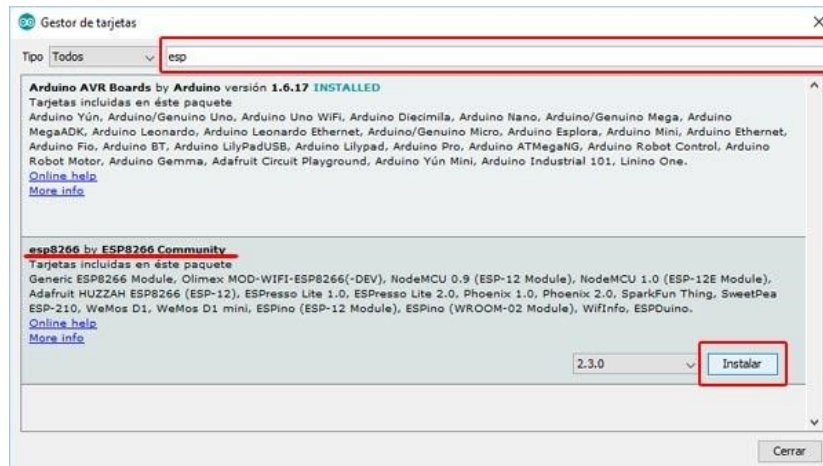 Gestor de tarjetas
Tipo Todos esp
Arduino AVR Boards by Arduino versión 1.6.17 INSTALLED
Tarjetas incluidas en éste paquete
Arduino Yún, Arduino/Genuino Uno, Arduino Uno WiFi, Arduino Diecimila, Arduino Nano, Arduino/Genuino Mega, Arduino
MegaADK, Arduino Leonardo, Arduino Leonardo Ethernet, Arduino/Genuino Micro, Arduino Esplora, Arduino Mini, Arduino Ethernet,
Arduino Fio, Arduino BT, Arduino LilyPadUSB, Arduino Lilypad, Arduino Pro, Arduino ATMegaNG, Arduino Robot Control, Arduino
Robot Motor, Arduino Gemma, Adafruit Circuit Playground, Arduino Yún Mini, Arduino Industrial 101, Linino One.
Online help
More info
esp8266 by ESP8266 Community
Tarjetas incluidas en éste paquete
Generic ESP8266 Module, Olimex MOD-WIFI-ESP8266(-DEV), NodeMCU 0.9 (ESP-12 Module), NodeMCU 1.0 (ESP-12E Module),
Adafruit HUZZAH ESP8266 (ESP-12), ESPresso Lite 1.0, ESPresso Lite 2.0, Phoenix 1.0, Phoenix 2.0, SparkFun Thing, SweetPea
ESP-210, WeMos D1, WeMos D1 mini, ESPino (ESP-12 Module), ESPino (WROOM-02 Module), WifInfo, ESPDuino.
Online help
More info
2.3.0 Instalar
Cerrar